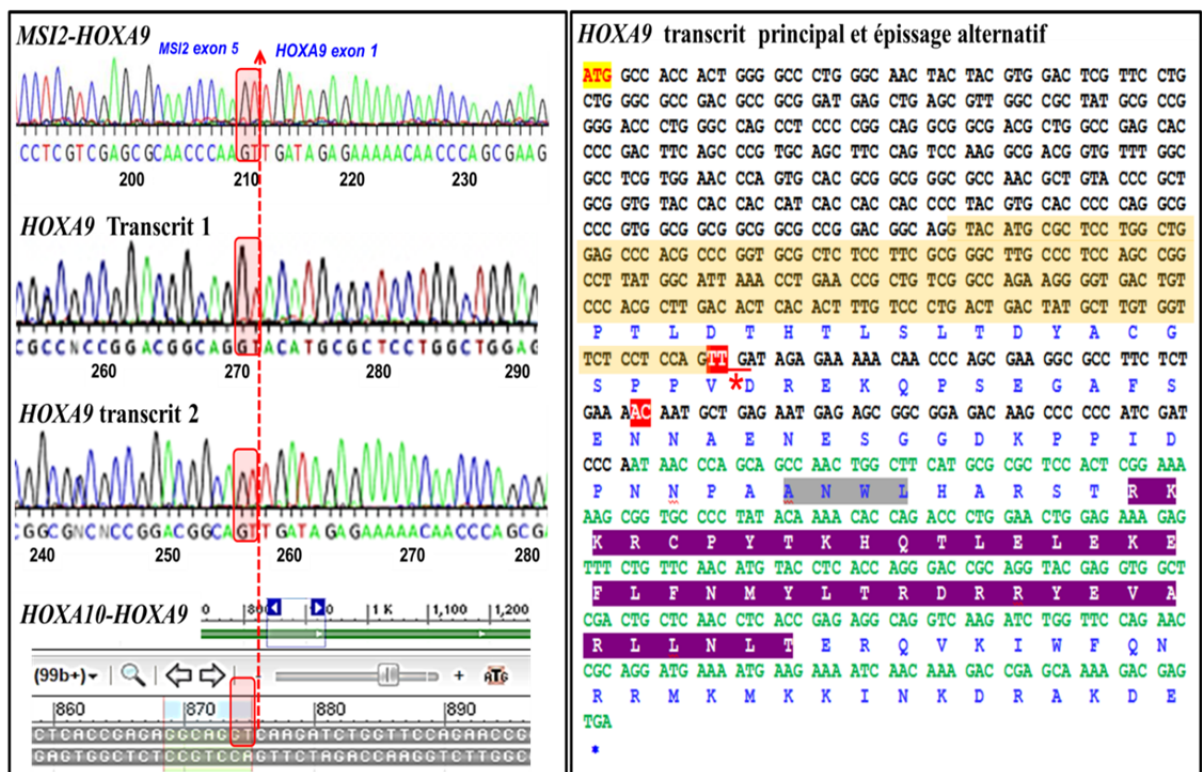 MSI2-HOXA9
MSI2 exon 5 HOXA9 exon 1
CCTCGTCGAGCGCAACCCAAGTTGATAGAGAAAAACAACCCAGCGAAG
200 210 220 230
HOXA9 Transcrit 1
CGCCNCCGGACGGCAGGTACATGCGCTCCTGGCTGGAG
260 270 280 290
HOXA9 transcrit 2
CGGCGNCNCCGGACGGCAGTTGATAGAGAAAAACAACCCAGCGA
240 250 260 270 280
HOXA10-HOXA9
0 1 K 1,100 1,200
(99b+) + ATG
860 870 880 890
CTCACCGAGAGGCAGGTCAAGATCTGGTTCCAGAACCG
GAGTGGCTCTCCGTCCAGTTCTAGACCAAGGTCTTGGC
HOXA9 transcrit principal et épissage alternatif
ATG GCC ACC ACT GGG GCC CTG GGC AAC TAC TAC GTG GAC TCG TTC CTG
CTG GGC GCC GAC GCC GCG GAT GAG CTG AGC GTT GGC CGC TAT GCG CCG
GGG ACC CTG GGC CAG CCT CCC CGG CAG GCG GCG ACG CTG GCC GAG CAC
CCC GAC TTC AGC CCG TGC AGC TTC CAG TCC AAG GCG ACG GTG TTT GGC
GCC TCG TGG AAC CCA GTG CAC GCG GCG GGC GCC AAC GCT GTA CCC GCT
GCG GTG TAC CAC CAC CAT CAC CAC CAC CCC TAC GTG CAC CCC CAG GCG
CCC GTG GCG GCG GCG GCG CCG GAC GGC AGG TAC ATG CGC TCC TGG CTG
GAG CCC ACG CCC GGT GCG CTC TCC TTC GCG GGC TTG CCC TCC AGC CGG
CCT TAT GGC ATT AAA CCT GAA CCG CTG TCG GCC AGA AGG GGT GAC TGT
CCC ACG CTT GAC ACT CAC ACT TTG TCC CTG ACT GAC TAT GCT TGT GGT
P T L D T H T L S L T D Y A C G
TCT CCT CCA GTT GAT AGA GAA AAA CAA CCC AGC GAA GGC GCC TTC TCT
S P P V * D R E K Q P S E G A F S
GAA AAC AAT GCT GAG AAT GAG AGC GGC GGA GAC AAG CCC CCC ATC GAT
E N N A E N E S G G D K P P I D
CCC AAT AAC CCA GCA GCC AAC TGG CTT CAT GCG CGC TCC ACT CGG AAA
P N N P A A N W L H A R S T R K
AAG CGG TGC CCC TAT ACA AAA CAC CAG ACC CTG GAA CTG GAG AAA GAG
K R C P Y T K H Q T L E L E K E
TTT CTG TTC AAC ATG TAC CTC ACC AGG GAC CGC AGG TAC GAG GTG GCT
F L F N M Y L T R D R R Y E V A
CGA CTG CTC AAC CTC ACC GAG AGG CAG GTC AAG ATC TGG TTC CAG AAC
R L L N L T E R Q V K I W F Q N
CGC AGG ATG AAA ATG AAG AAA ATC AAC AAA GAC CGA GCA AAA GAC GAG
R R M K M K K I N K D R A K D E
TGA
*